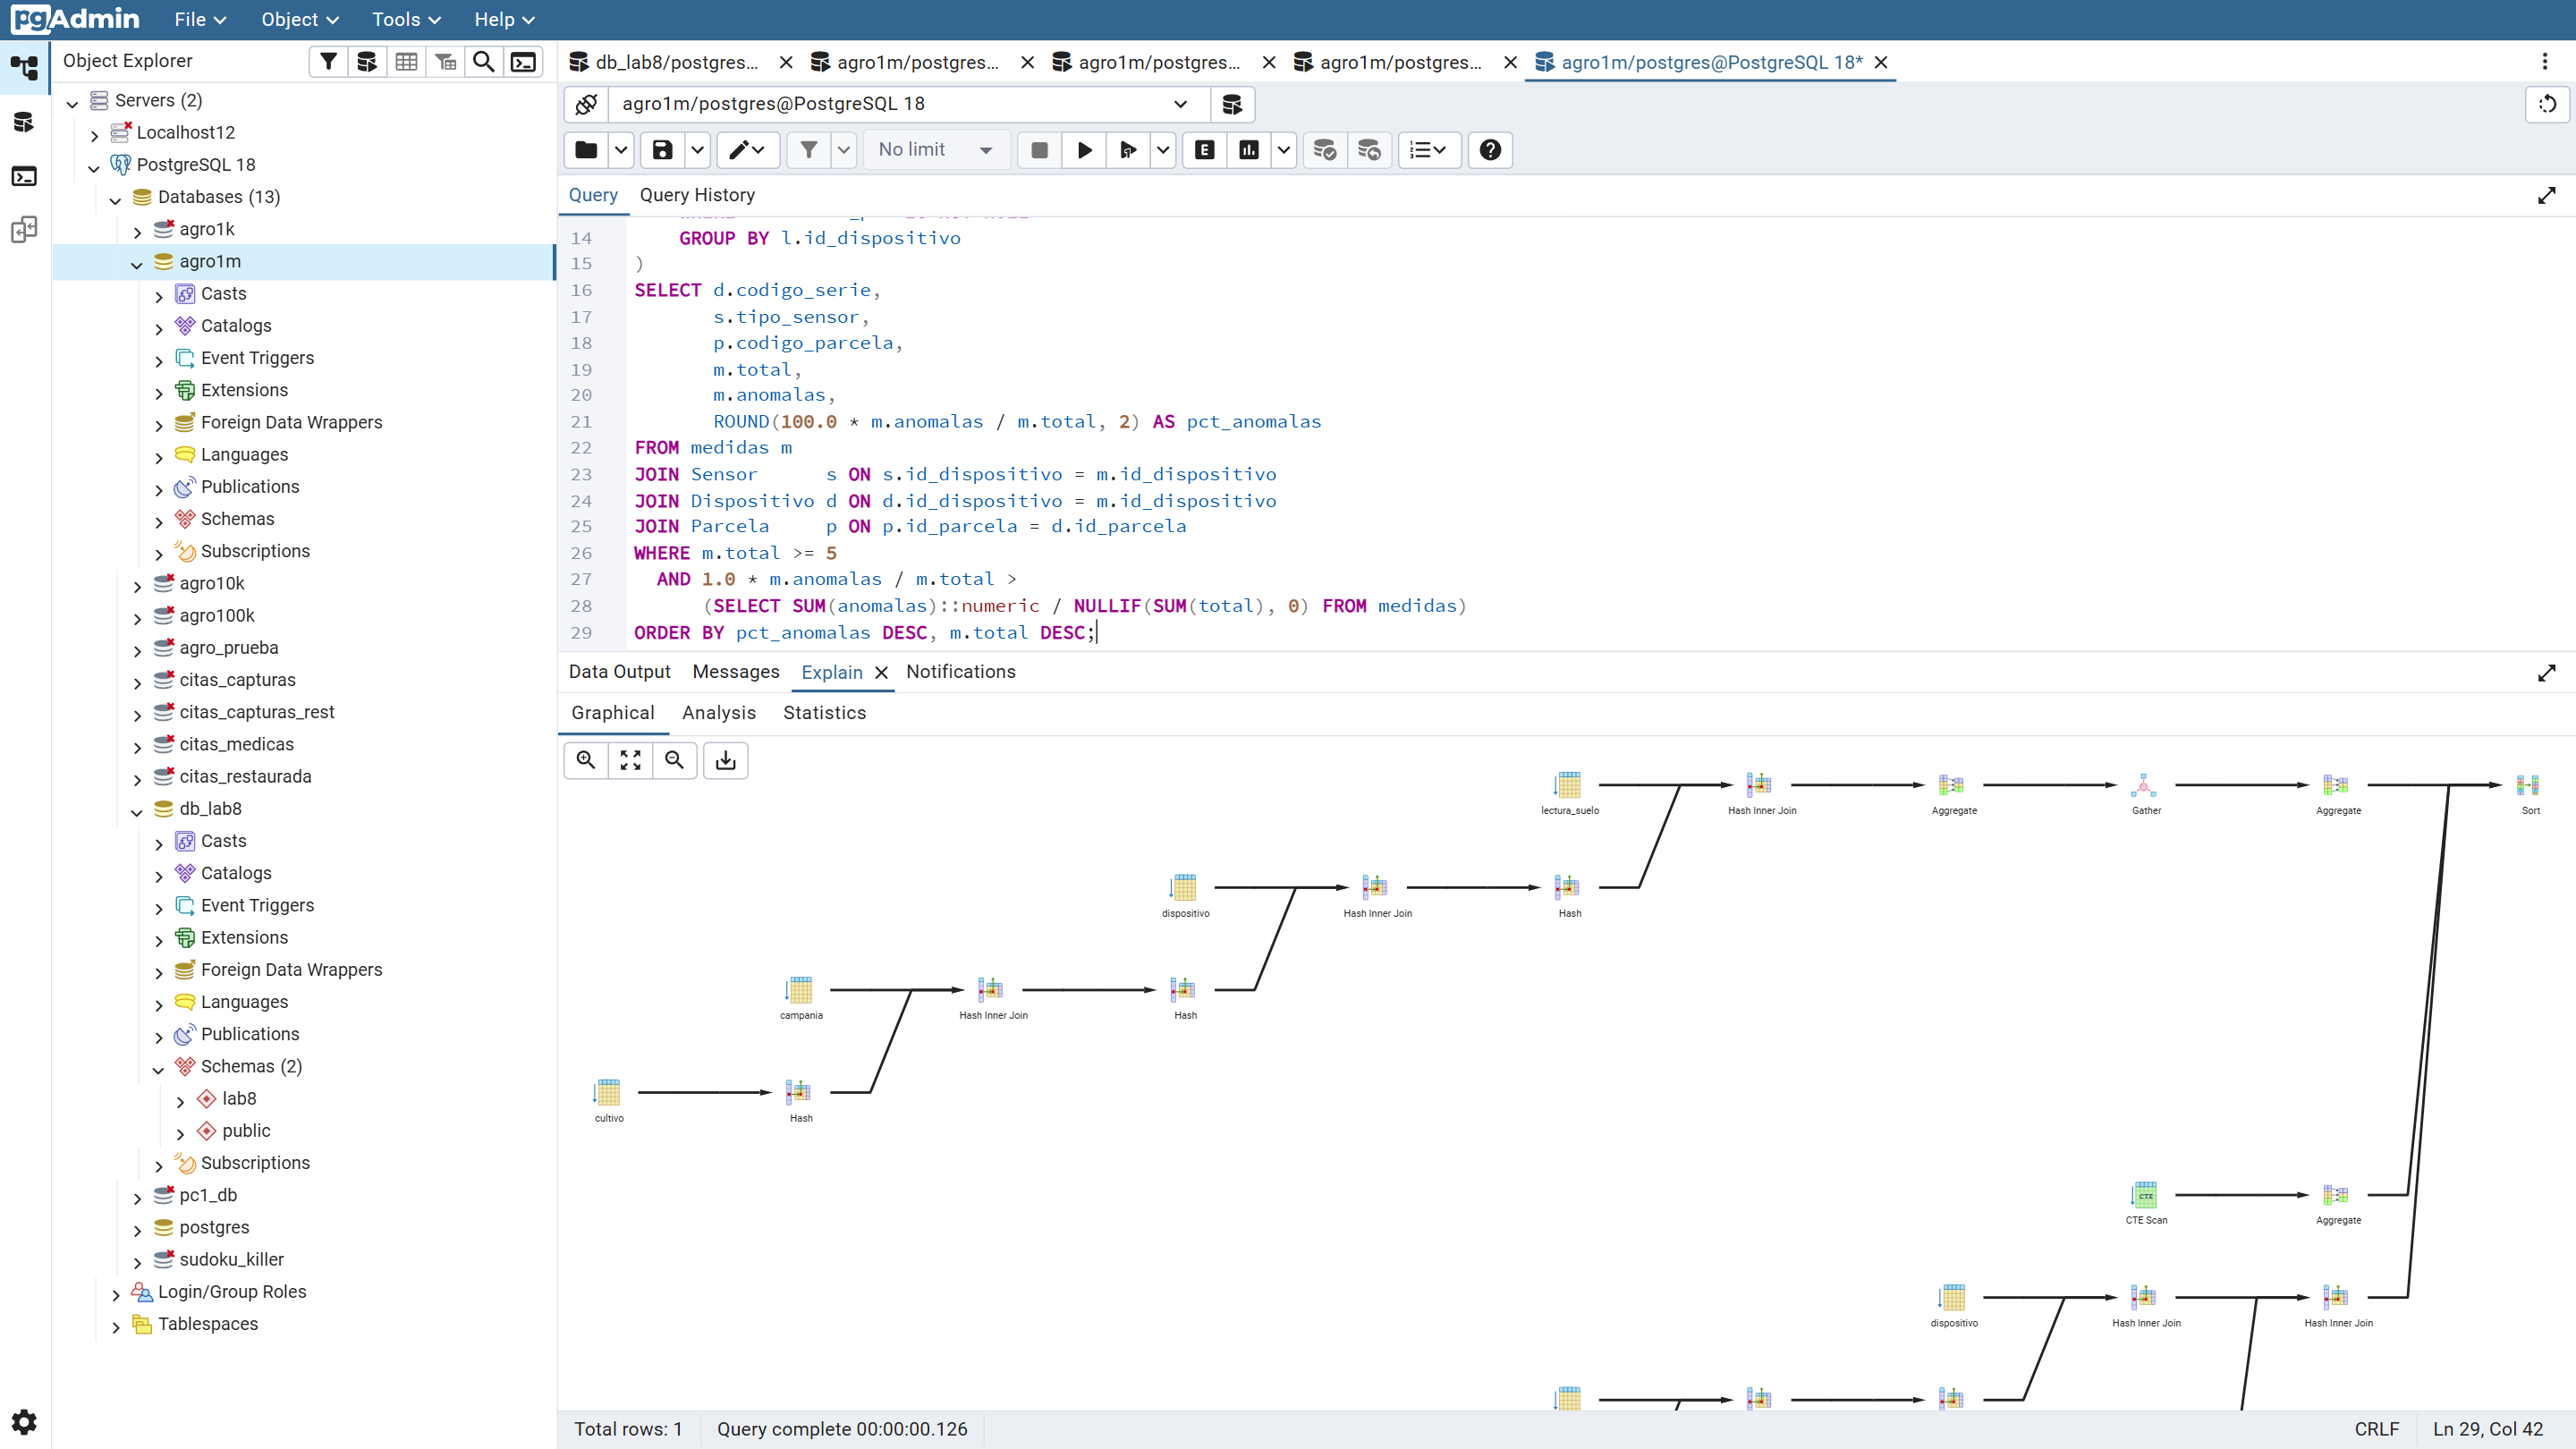 pgAdmin File Object Tools Help
Object Explorer
db_lab8/postgres...
agro1m/postgres...
agro1m/postgres...
agro1m/postgres...
agro1m/postgres@PostgreSQL 18*
Servers (2)
Localhost12
PostgreSQL 18
Databases (13)
agro1k
agro1m
Casts
Catalogs
Event Triggers
Extensions
Foreign Data Wrappers
Languages
Publications
Schemas
Subscriptions
agro10k
agro100k
agro_prueba
citas_capturas
citas_capturas_rest
citas_medicas
citas_restaurada
db_lab8
Casts
Catalogs
Event Triggers
Extensions
Foreign Data Wrappers
Languages
Publications
Schemas (2)
lab8
public
Subscriptions
pc1_db
postgres
sudoku_killer
Login/Group Roles
Tablespaces
agro1m/postgres@PostgreSQL 18
No limit
E
Query Query History
14 GROUP BY l.id_dispositivo
15 )
16 SELECT d.codigo_serie,
17 s.tipo_sensor,
18 p.codigo_parcela,
19 m.total,
20 m.anomalas,
21 ROUND(100.0 * m.anomalas / m.total, 2) AS pct_anomalas
22 FROM medidas m
23 JOIN Sensor s ON s.id_dispositivo = m.id_dispositivo
24 JOIN Dispositivo d ON d.id_dispositivo = m.id_dispositivo
25 JOIN Parcela p ON p.id_parcela = d.id_parcela
26 WHERE m.total >= 5
27 AND 1.0 * m.anomalas / m.total >
28 (SELECT SUM(anomalas)::numeric / NULLIF(SUM(total), 0) FROM medidas)
29 ORDER BY pct_anomalas DESC, m.total DESC;
Data Output Messages Explain Notifications
Graphical Analysis Statistics
lectura_suelo Hash Inner Join Aggregate Gather Aggregate Sort
dispositivo Hash Inner Join Hash
campania Hash Inner Join Hash
cultivo Hash
CTE
CTE Scan Aggregate
dispositivo Hash Inner Join Hash Inner Join
Total rows: 1 Query complete 00:00:00.126 CRLF Ln 29, Col 42